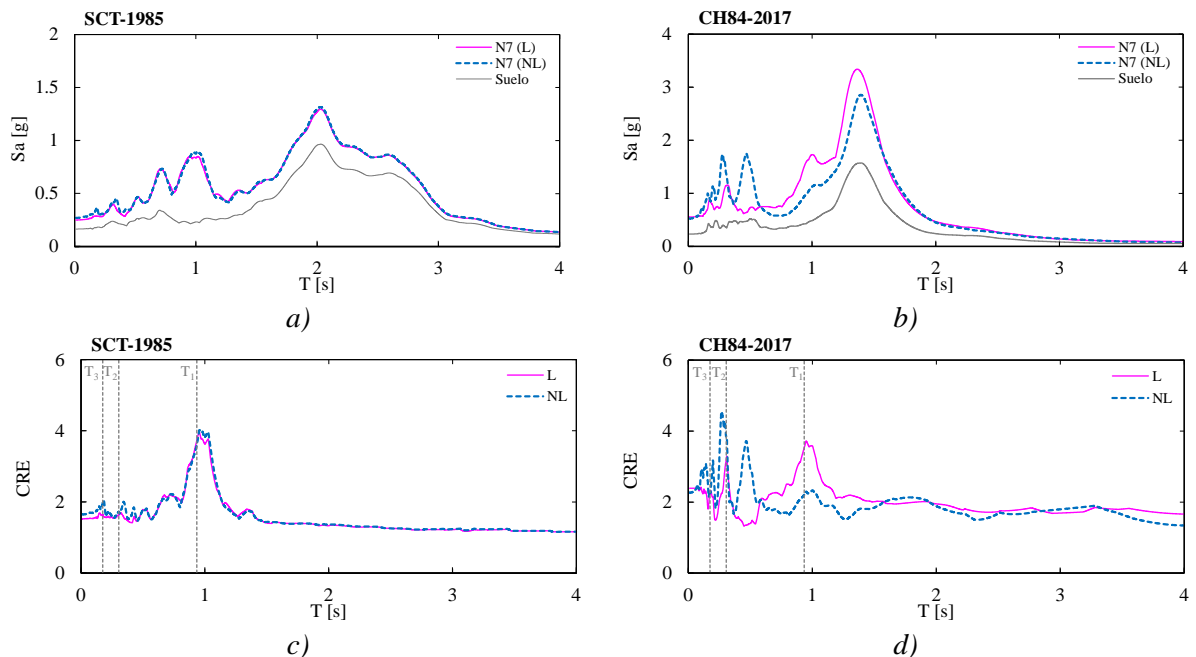 SCT-1985
2
1.5
1
0.5
0
Sa [g]
N7 (L)
N7 (NL)
Suelo
0 1 2 3 4
T [s]
a)
CH84-2017
4
3
2
1
0
Sa [g]
N7 (L)
N7 (NL)
Suelo
0 1 2 3 4
T [s]
b)
SCT-1985
6
4
2
0
CRE
T3 T2 T1
L
NL
0 1 2 3 4
T [s]
c)
CH84-2017
6
4
2
0
CRE
T3 T2 T1
L
NL
0 1 2 3 4
T [s]
d)